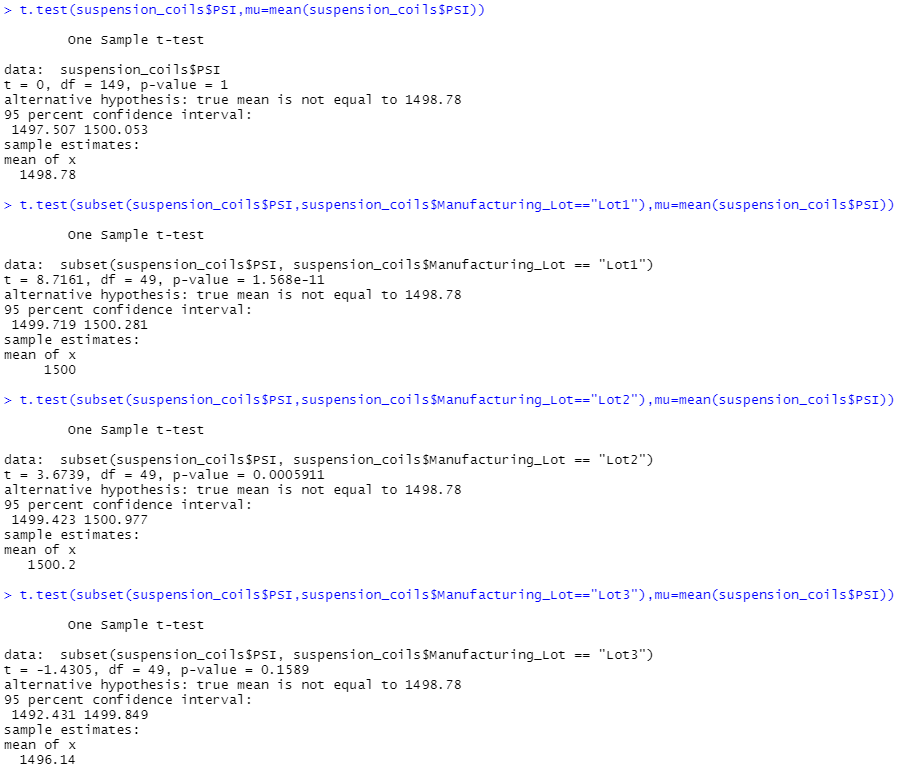 > t.test(suspension_coils$PSI,mu=mean(suspension_coils$PSI))
One Sample t-test
data:  suspension_coils$PSI
t = 0, df = 149, p-value = 1
alternative hypothesis: true mean is not equal to 1498.78
95 percent confidence interval:
1497.507 1500.053
sample estimates:
mean of x
1498.78
> t.test(subset(suspension_coils$PSI,suspension_coils$Manufacturing_Lot=="Lot1"),mu=mean(suspension_coils$PSI))
One Sample t-test
data:  subset(suspension_coils$PSI, suspension_coils$Manufacturing_Lot == "Lot1")
t = 8.7161, df = 49, p-value = 1.568e-11
alternative hypothesis: true mean is not equal to 1498.78
95 percent confidence interval:
1499.719 1500.281
sample estimates:
mean of x
1500
> t.test(subset(suspension_coils$PSI,suspension_coils$Manufacturing_Lot=="Lot2"),mu=mean(suspension_coils$PSI))
One Sample t-test
data:  subset(suspension_coils$PSI, suspension_coils$Manufacturing_Lot == "Lot2")
t = 3.6739, df = 49, p-value = 0.0005911
alternative hypothesis: true mean is not equal to 1498.78
95 percent confidence interval:
1499.423 1500.977
sample estimates:
mean of x
1500.2
> t.test(subset(suspension_coils$PSI,suspension_coils$Manufacturing_Lot=="Lot3"),mu=mean(suspension_coils$PSI))
One Sample t-test
data:  subset(suspension_coils$PSI, suspension_coils$Manufacturing_Lot == "Lot3")
t = -1.4305, df = 49, p-value = 0.1589
alternative hypothesis: true mean is not equal to 1498.78
95 percent confidence interval:
1492.431 1499.849
sample estimates:
mean of x
1496.14